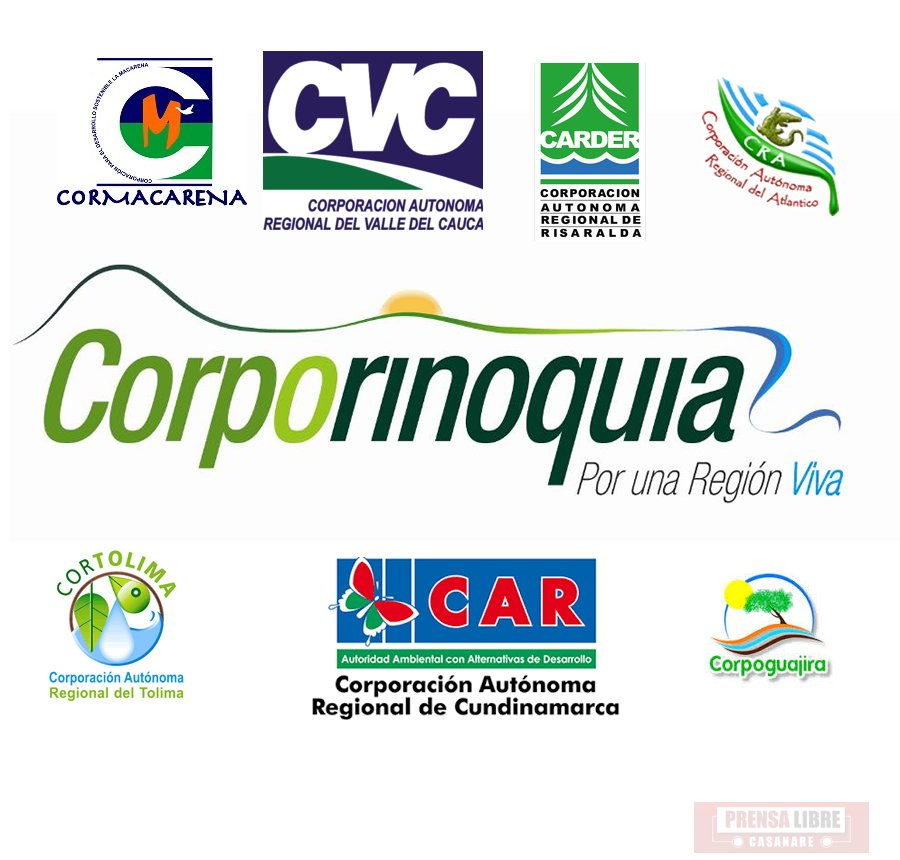 CORPORACIÓN PARA EL DESARROLLO SOSTENIBLE LA MACARENA
CM
CORMACARENA
CVC
CORPORACION AUTONOMA
REGIONAL DEL VALLE DEL CAUCA
CARDER
CORPORACION
AUTONOMA
REGIONAL DE
RISARALDA
CRA
Corporación Autónoma
Regional del Atlantico
Corporinoquia
Por una Región Viva
CORTOLIMA
Corporación Autónoma
Regional del Tolima
CAR
Autoridad Ambiental con Alternativas de Desarrollo
Corporación Autónoma
Regional de Cundinamarca
Corpoguajira
PRENSA LIBRE
CASANARE